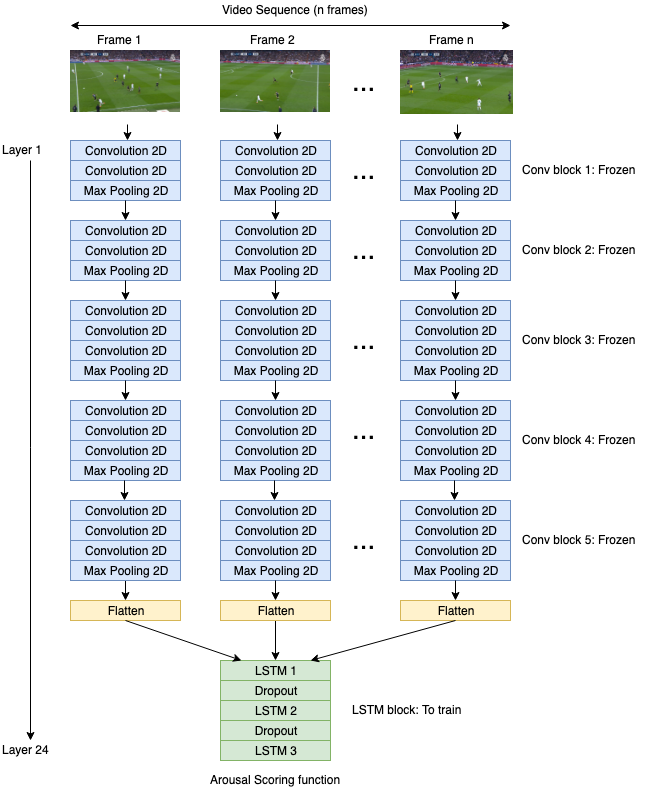 Video Sequence (n frames)
Frame 1 Frame 2 Frame n
...
Layer 1
Convolution 2D Convolution 2D Convolution 2D
Convolution 2D Convolution 2D ... Convolution 2D Conv block 1: Frozen
Max Pooling 2D Max Pooling 2D Max Pooling 2D
Convolution 2D Convolution 2D Convolution 2D
Convolution 2D Convolution 2D ... Convolution 2D Conv block 2: Frozen
Max Pooling 2D Max Pooling 2D Max Pooling 2D
Convolution 2D Convolution 2D Convolution 2D
Convolution 2D Convolution 2D ... Convolution 2D Conv block 3: Frozen
Convolution 2D Convolution 2D Convolution 2D
Max Pooling 2D Max Pooling 2D Max Pooling 2D
Convolution 2D Convolution 2D Convolution 2D
Convolution 2D Convolution 2D ... Convolution 2D Conv block 4: Frozen
Convolution 2D Convolution 2D Convolution 2D
Max Pooling 2D Max Pooling 2D Max Pooling 2D
Convolution 2D Convolution 2D Convolution 2D
Convolution 2D Convolution 2D Convolution 2D
Convolution 2D Convolution 2D ... Convolution 2D Conv block 5: Frozen
Max Pooling 2D Max Pooling 2D Max Pooling 2D
Flatten Flatten Flatten
LSTM 1
Dropout
LSTM 2 LSTM block: To train
Dropout
LSTM 3
Layer 24
Arousal Scoring function